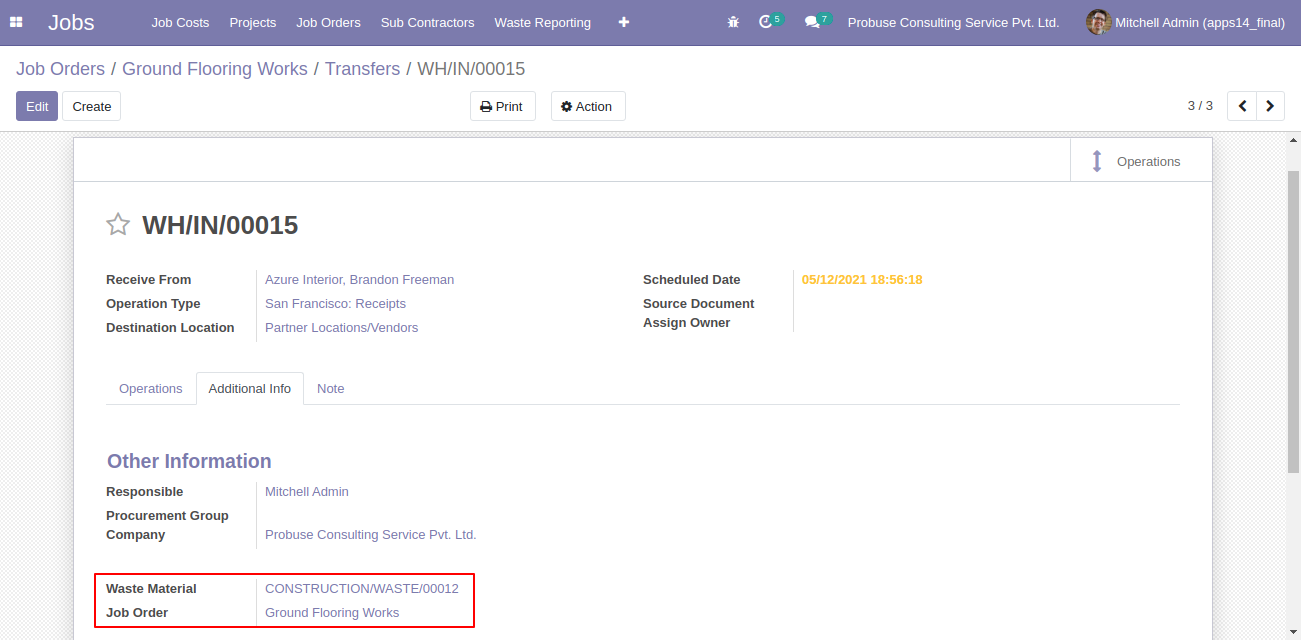 Jobs Job Costs Projects Job Orders Sub Contractors Waste Reporting 5 7 Probuse Consulting Service Pvt. Ltd. Mitchell Admin (apps14_final)
Job Orders / Ground Flooring Works / Transfers / WH/IN/00015
Edit Create Print Action 3 / 3
Operations
WH/IN/00015
Receive From Azure Interior, Brandon Freeman Scheduled Date 05/12/2021 18:56:18
Operation Type San Francisco: Receipts Source Document
Destination Location Partner Locations/Vendors Assign Owner
Operations Additional Info Note
Other Information
Responsible Mitchell Admin
Procurement Group
Company Probuse Consulting Service Pvt. Ltd.
Waste Material CONSTRUCTION/WASTE/00012
Job Order Ground Flooring Works